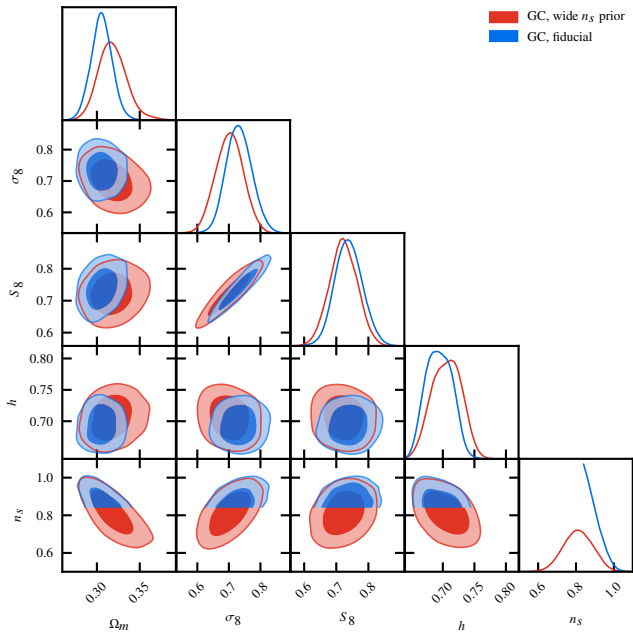 GC, wide n_s prior
GC, fiducial
0.8
0.7
0.6
σ_8
0.8
0.7
0.6
S_8
0.80
0.75
0.70
h
1.0
0.8
0.6
n_s
0.30 0.35 0.6 0.7 0.8 0.6 0.7 0.8 0.70 0.75 0.80 0.6 0.8 1.0
Ω_m σ_8 S_8 h n_s